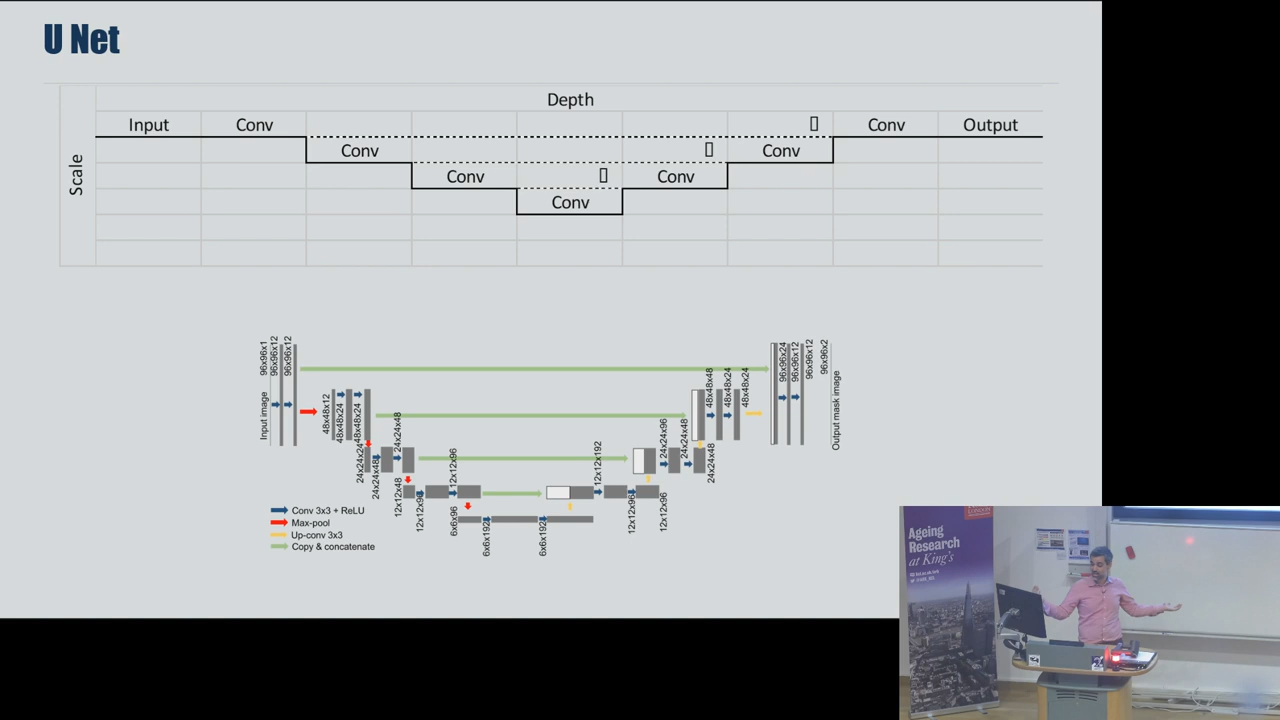 U Net
Depth
Scale
Input Conv Conv Output
Conv Conv
Conv Conv
Conv
96x96x1
96x96x12
96x96x12
Input image
48x48x12
48x48x24
48x48x24
24x24x24
24x24x48
24x24x48
12x12x48
12x12x96
12x12x96
6x6x96
6x6x192
6x6x192
12x12x192
12x12x96
12x12x96
24x24x96
24x24x48
24x24x48
48x48x48
48x48x24
48x48x24
96x96x24
96x96x12
96x96x12
96x96x2
Output mask image
Conv 3x3 + ReLU
Max-pool
Up-conv 3x3
Copy & concatenate
Ageing
Research
at King's